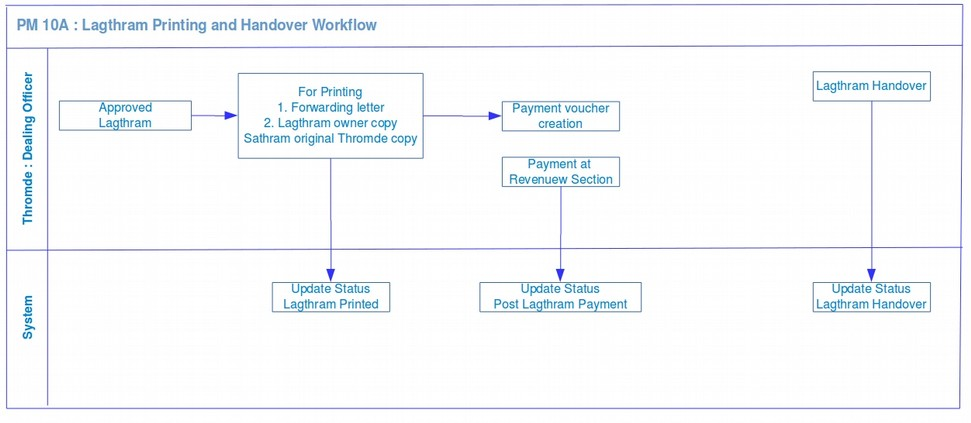 PM 10A : Lagthram Printing and Handover Workflow
Thromde : Dealing Officer
Approved
Lagthram
For Printing
1. Forwarding letter
2. Lagthram owner copy
Sathram original Thromde copy
Payment voucher
creation
Payment at
Revenuew Section
Lagthram Handover
System
Update Status
Lagthram Printed
Update Status
Post Lagthram Payment
Update Status
Lagthram Handover